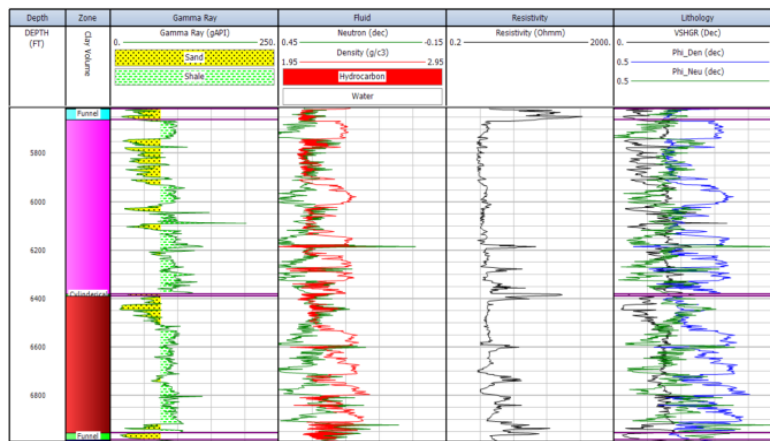 Depth Zone Gamma Ray Fluid Resistivity Lithology
DEPTH
(FT)
Clay Volume
Gamma Ray (gAPI)
0. 250.
Sand
Shale
Neutron (dec)
0.45 -0.15
Density (g/c3)
1.95 2.95
Hydrocarbon
Water
Resistivity (Ohmm)
0.2 2000.
VSHGR (Dec)
0.
Phi_Den (dec)
0.5
Phi_Neu (dec)
0.5
Funnel
5800
6000
6200
6400
6600
6800
Funnel